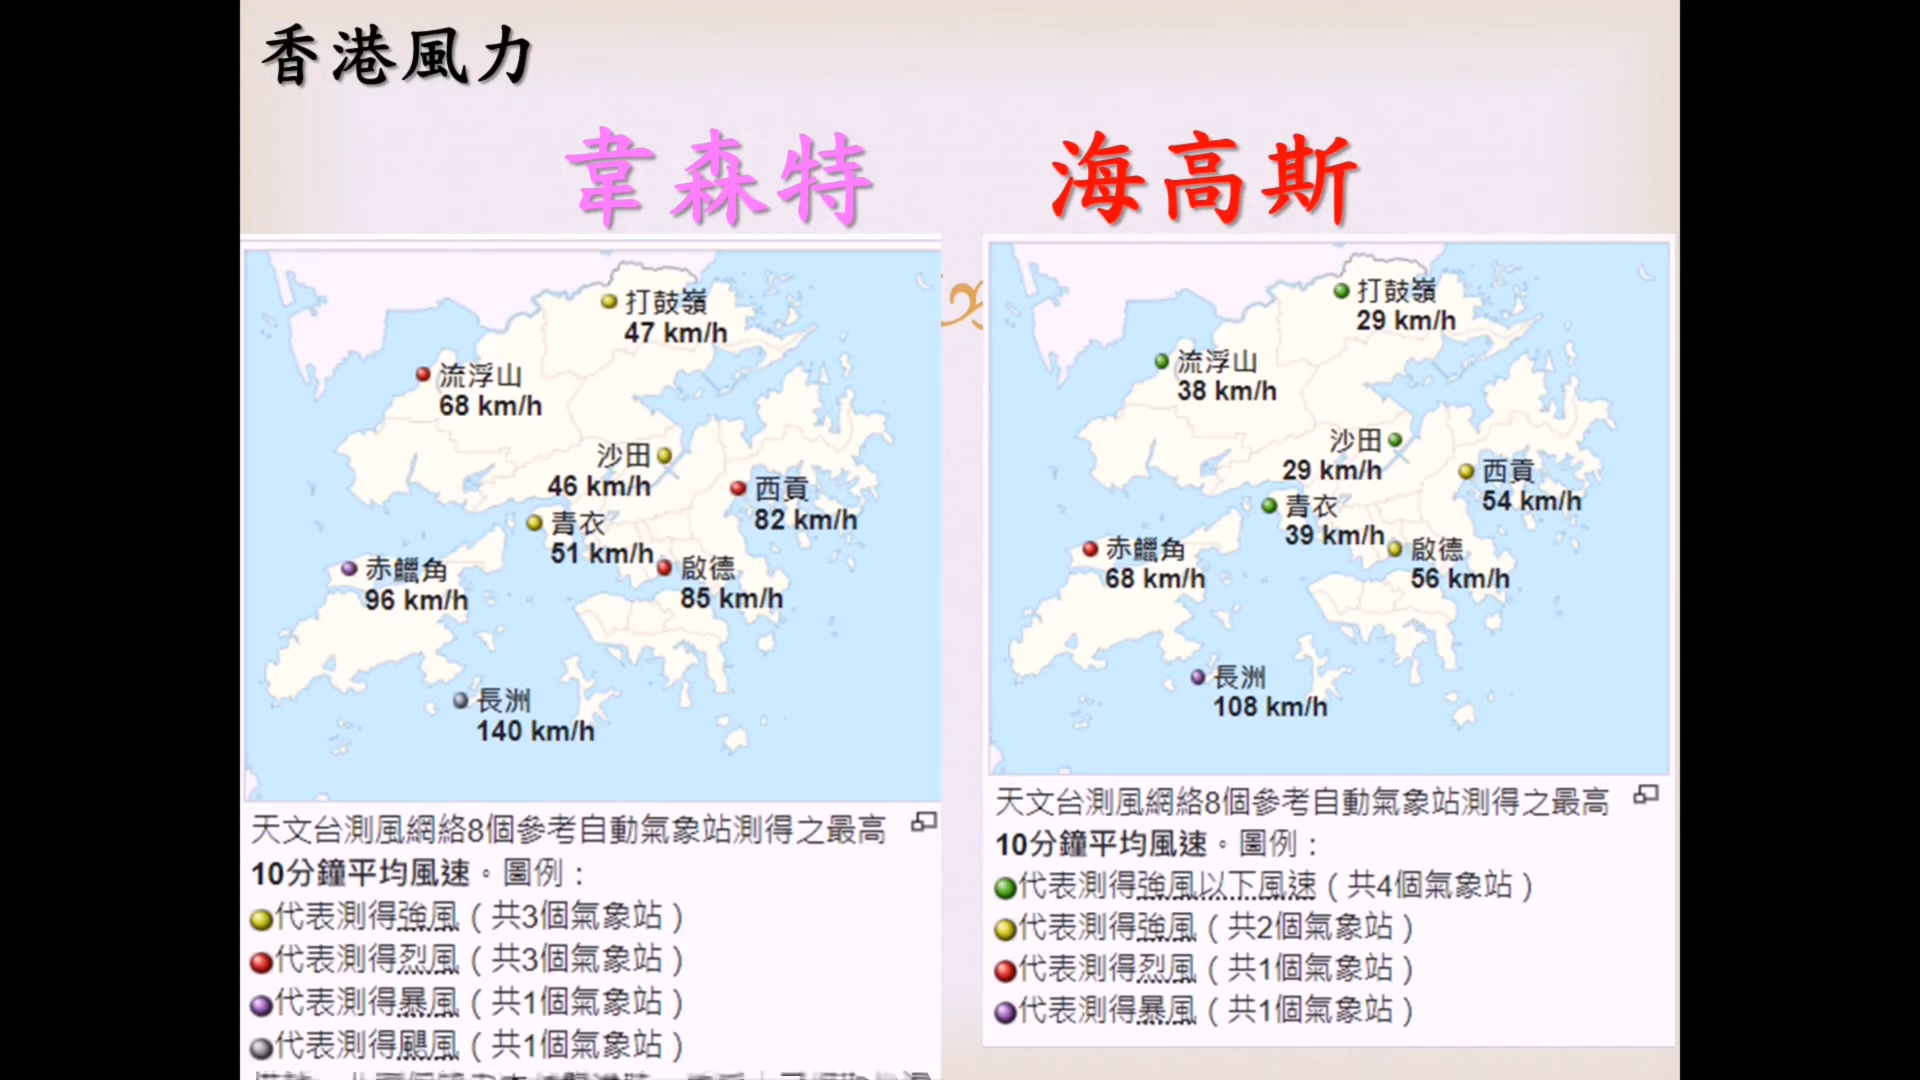 香港風力
韋森特
海高斯
打鼓嶺
47 km/h
流浮山
68 km/h
沙田
46 km/h
西貢
82 km/h
青衣
51 km/h
赤鱲角
96 km/h
啟德
85 km/h
長洲
140 km/h
天文台測風網絡8個參考自動氣象站測得之最高
10分鐘平均風速。圖例：
代表測得強風（共3個氣象站）
代表測得烈風（共3個氣象站）
代表測得暴風（共1個氣象站）
代表測得颶風（共1個氣象站）
打鼓嶺
29 km/h
流浮山
38 km/h
沙田
29 km/h
西貢
54 km/h
青衣
39 km/h
赤鱲角
68 km/h
啟德
56 km/h
長洲
108 km/h
天文台測風網絡8個參考自動氣象站測得之最高
10分鐘平均風速。圖例：
代表測得強風以下風速（共4個氣象站）
代表測得強風（共2個氣象站）
代表測得烈風（共1個氣象站）
代表測得暴風（共1個氣象站）